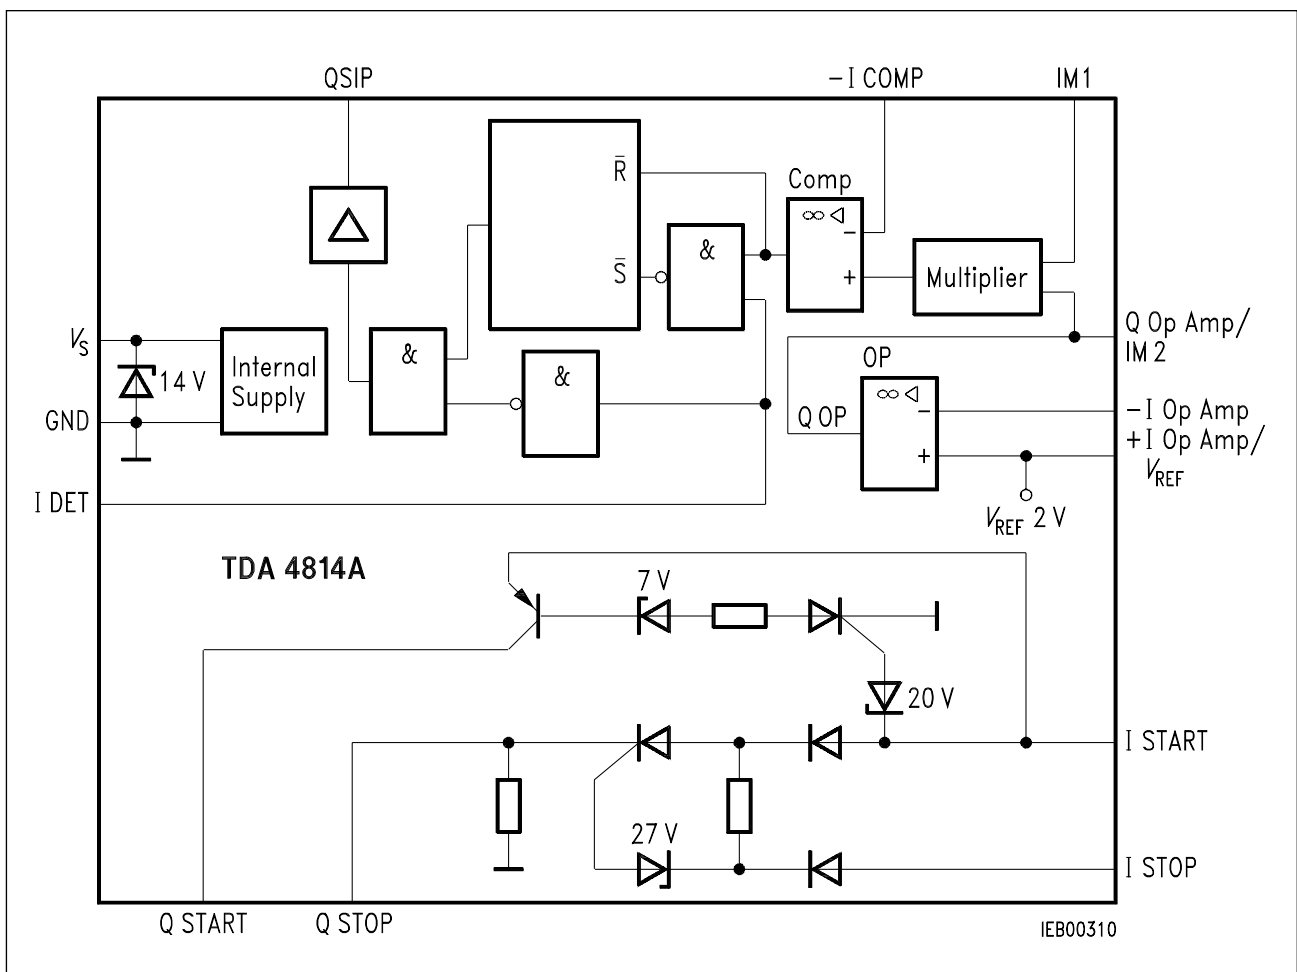 QSIP
−I COMP
IM1
R̅
Comp
∞
−
&
S̅
+
Multiplier
VS
Q Op Amp/
IM 2
&
OP
14 V
Internal
Supply
&
∞
Q OP
−
−I Op Amp
GND
+I Op Amp/
VREF
+
I DET
VREF 2 V
TDA 4814A
7 V
20 V
I START
27 V
I STOP
Q START
Q STOP
IEB00310